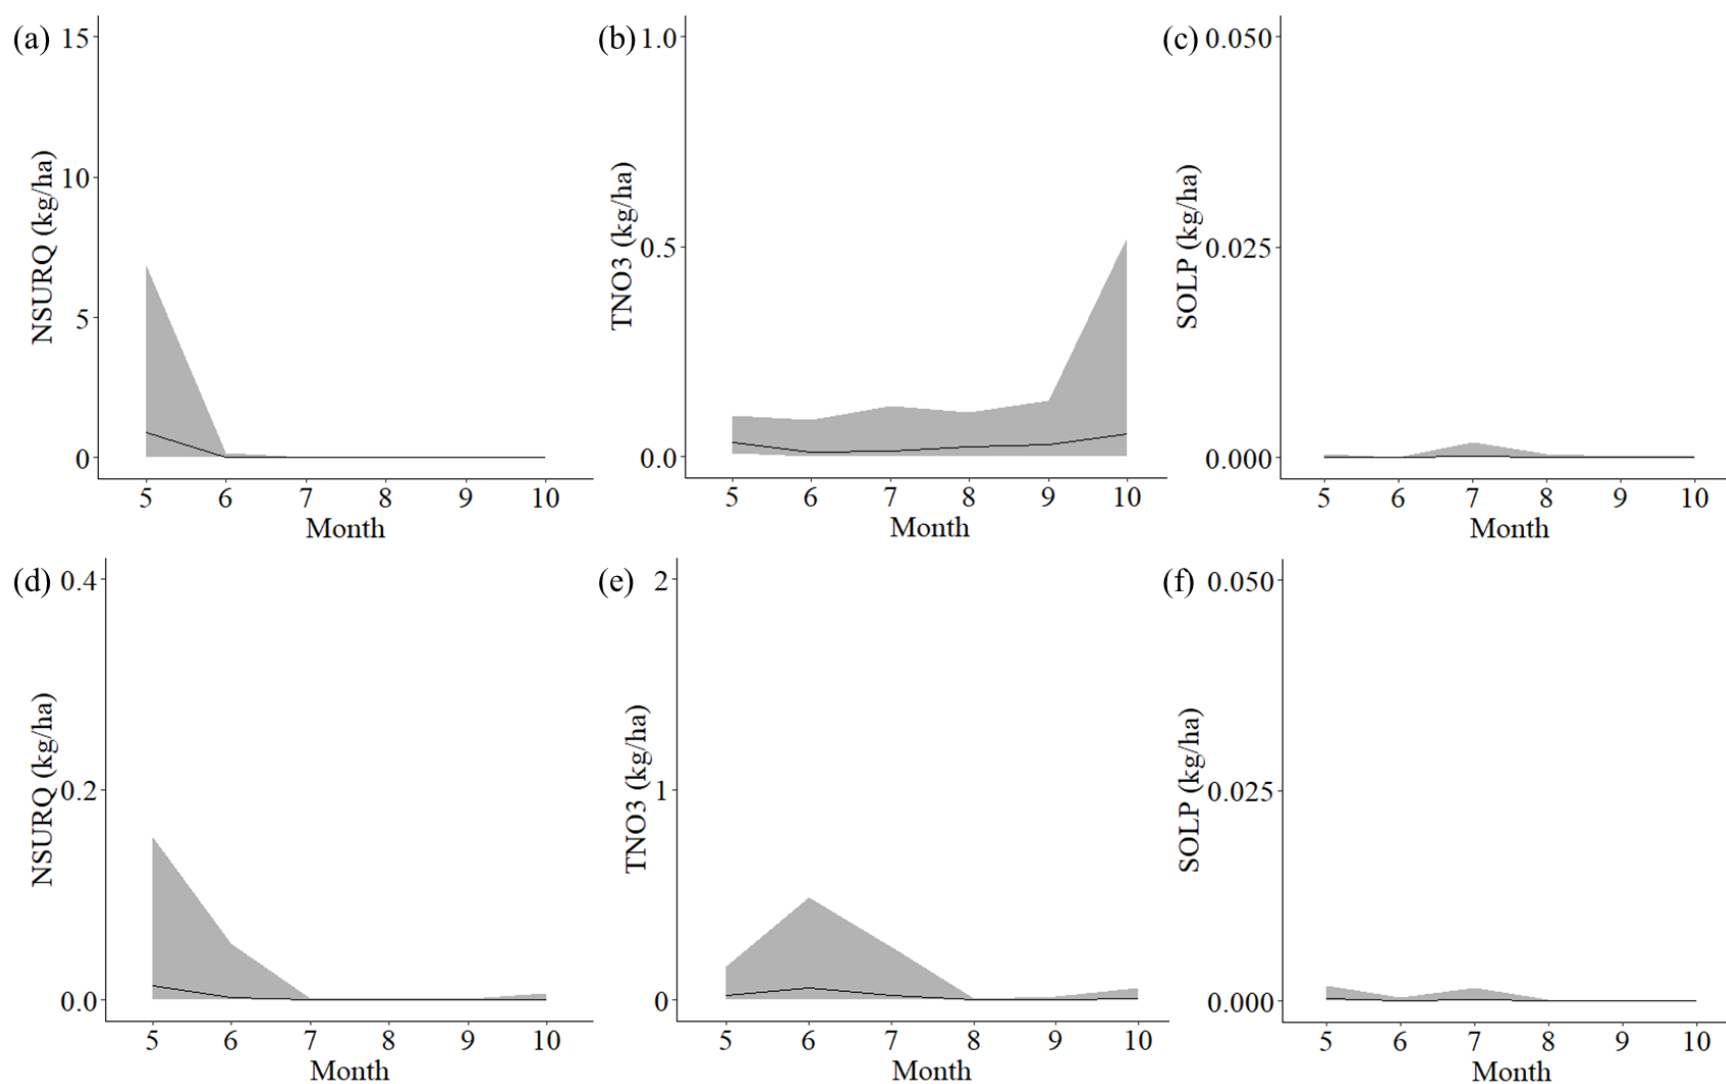 (a)
15
10
5
0
NSURQ (kg/ha)
5 6 7 8 9 10
Month
(b)
1.0
0.5
0.0
TNO3 (kg/ha)
5 6 7 8 9 10
Month
(c)
0.050
0.025
0.000
SOLP (kg/ha)
5 6 7 8 9 10
Month
(d)
0.4
0.2
0.0
NSURQ (kg/ha)
5 6 7 8 9 10
Month
(e)
2
1
0
TNO3 (kg/ha)
5 6 7 8 9 10
Month
(f)
0.050
0.025
0.000
SOLP (kg/ha)
5 6 7 8 9 10
Month